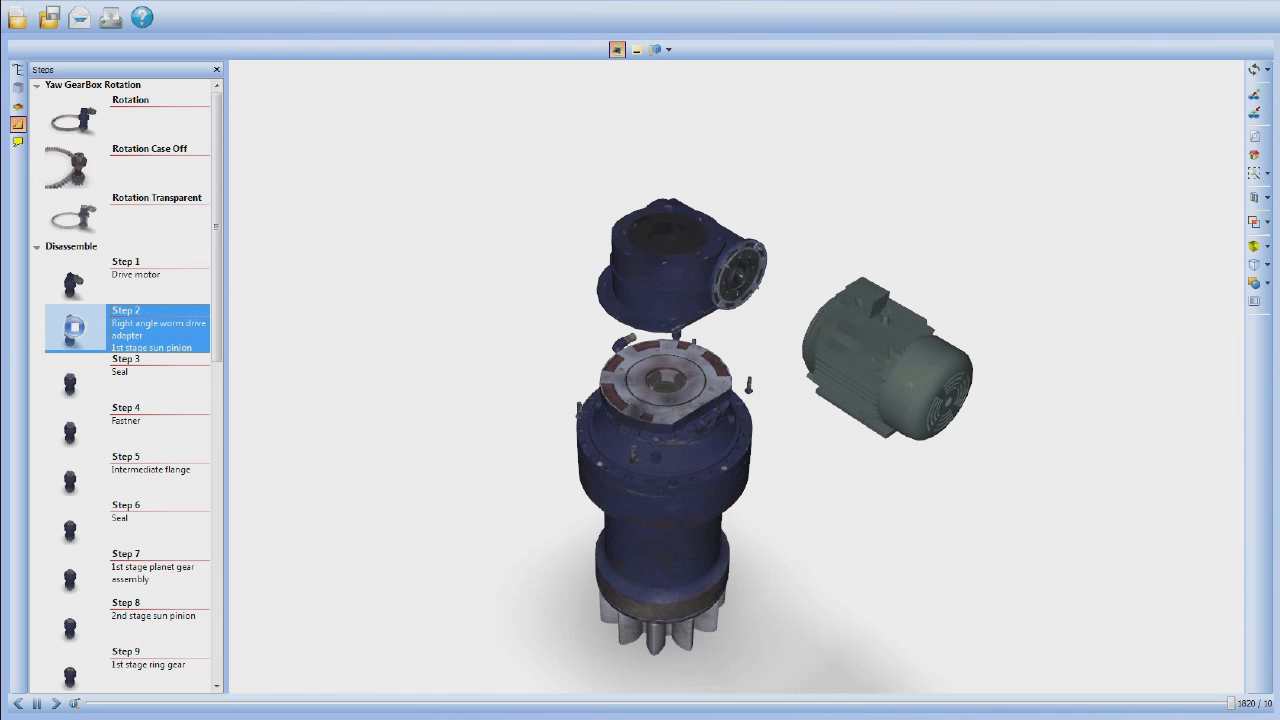 Steps
Yaw GearBox Rotation
Rotation
Rotation Case Off
Rotation Transparent
Disassemble
Step 1
Drive motor
Step 2
Right angle worm drive
adapter
1st stage sun pinion
Step 3
Seal
Step 4
Fastner
Step 5
Intermediate flange
Step 6
Seal
Step 7
1st stage planet gear
assembly
Step 8
2nd stage sun pinion
Step 9
1st stage ring gear
1820 / 10